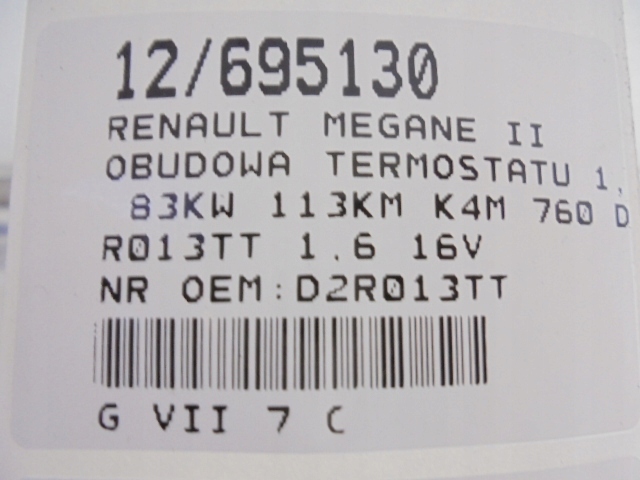 12/695130
RENAULT MEGANE II
OBUDOWA TERMOSTATU 1.
83KW 113KM K4M 760 D
R013TT 1.6 16V
NR OEM:D2R013TT
G VII 7 C